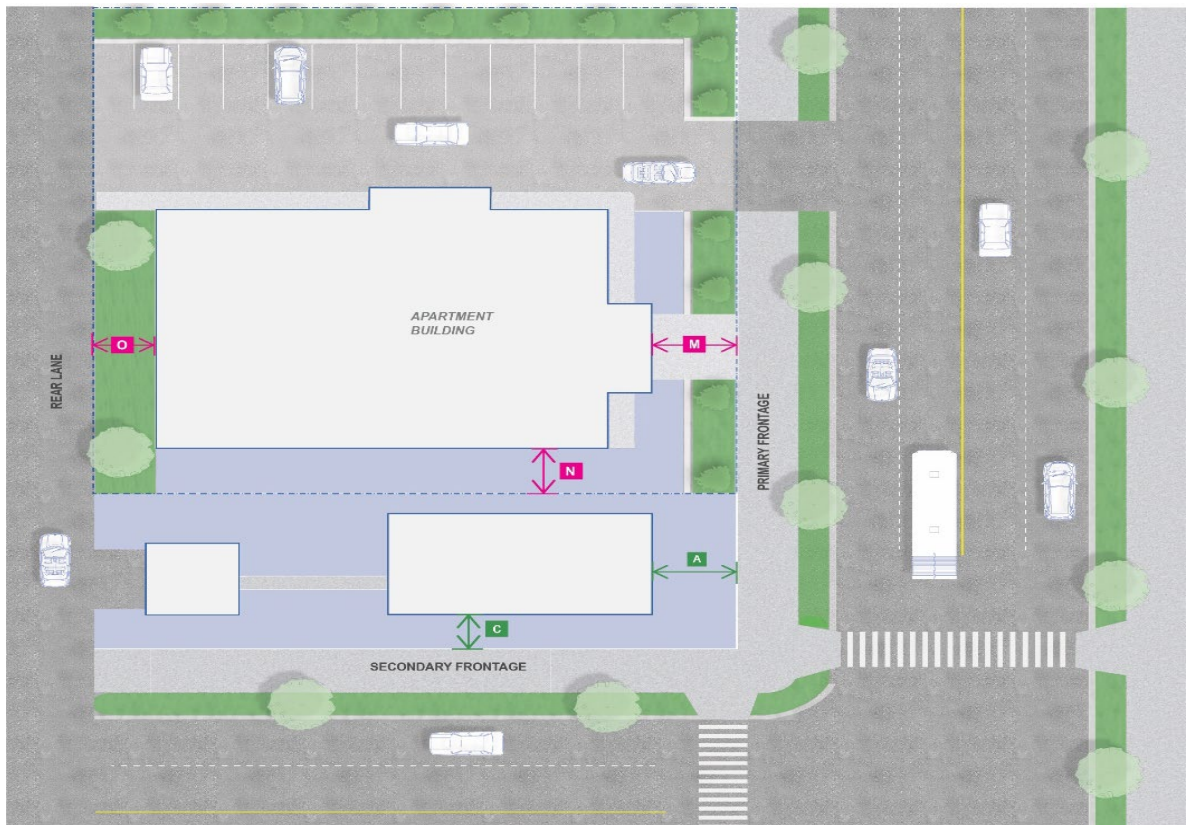 APARTMENT
BUILDING
O
M
REAR LANE
PRIMARY FRONTAGE
N
A
C
SECONDARY FRONTAGE